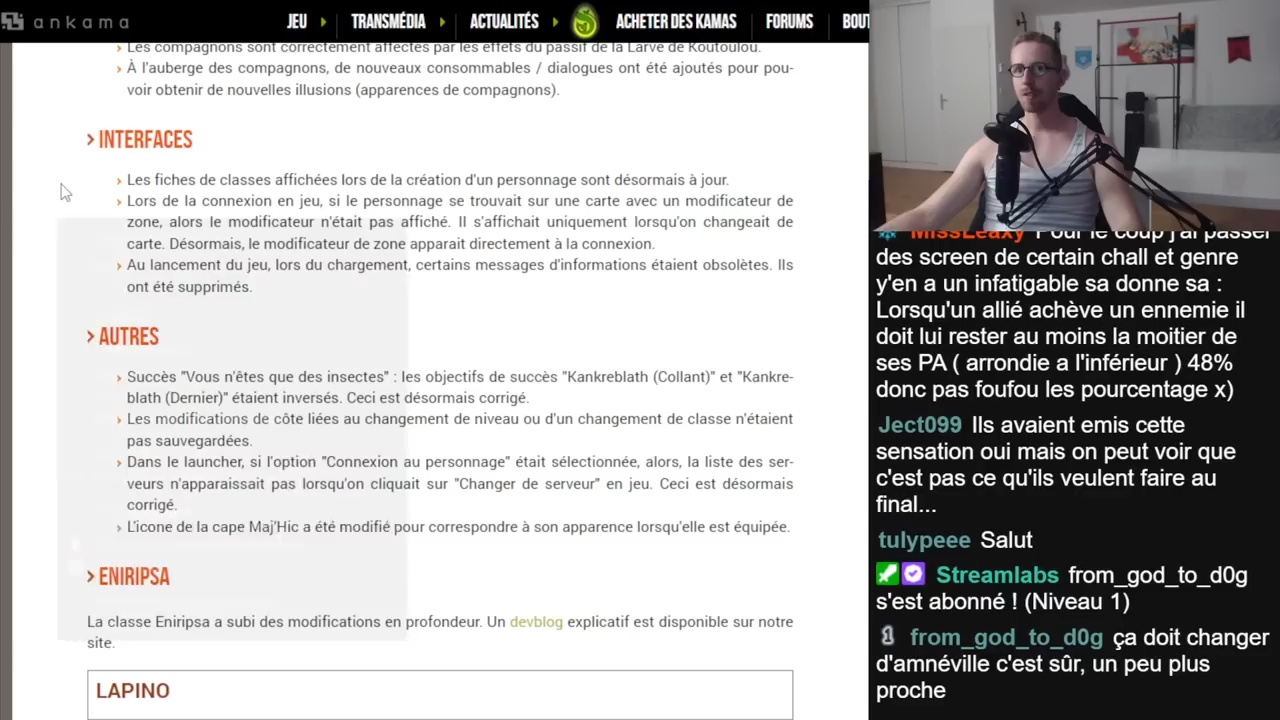 ankama
JEU TRANSMÉDIA ACTUALITÉS ACHETER DES KAMAS FORUMS BOUT
Les compagnons sont correctement affectés par les effets du passif de la Larve de Koutoulou.
À l'auberge des compagnons, de nouveaux consommables / dialogues ont été ajoutés pour pou-
voir obtenir de nouvelles illusions (apparences de compagnons).
> INTERFACES
Les fiches de classes affichées lors de la création d'un personnage sont désormais à jour.
Lors de la connexion en jeu, si le personnage se trouvait sur une carte avec un modificateur de
zone, alors le modificateur n'était pas affiché. Il s'affichait uniquement lorsqu'on changeait de
carte. Désormais, le modificateur de zone apparait directement à la connexion.
Au lancement du jeu, lors du chargement, certains messages d'informations étaient obsolètes. Ils
ont été supprimés.
> AUTRES
Succès "Vous n'êtes que des insectes" : les objectifs de succès "Kankreblath (Collant)" et "Kankre-
blath (Dernier)" étaient inversés. Ceci est désormais corrigé.
Les modifications de côte liées au changement de niveau ou d'un changement de classe n'étaient
pas sauvegardées.
Dans le launcher, si l'option "Connexion au personnage" était sélectionnée, alors, la liste des ser-
veurs n'apparaissait pas lorsqu'on cliquait sur "Changer de serveur" en jeu. Ceci est désormais
corrigé.
L'icone de la cape Maj'Hic a été modifié pour correspondre à son apparence lorsqu'elle est équipée.
> ENIRIPSA
La classe Eniripsa a subi des modifications en profondeur. Un devblog explicatif est disponible sur notre
site.
LAPINO
MissLeaxy Pour le coup j'ai passer
des screen de certain chall et genre
y'en a un infatigable sa donne sa :
Lorsqu'un allié achève un ennemie il
doit lui rester au moins la moitier de
ses PA ( arrondie a l'inférieur ) 48%
donc pas foufou les pourcentage x)
Ject099 Ils avaient emis cette
sensation oui mais on peut voir que
c'est pas ce qu'ils veulent faire au
final...
tulypeee Salut
Streamlabs from_god_to_d0g
s'est abonné ! (Niveau 1)
1 from_god_to_d0g ça doit changer
d'amnéville c'est sûr, un peu plus
proche